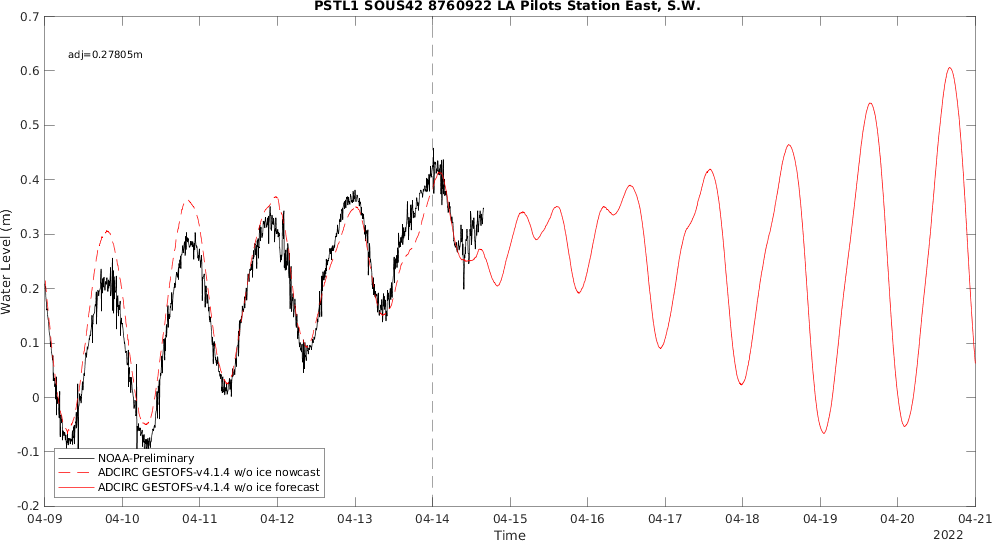 PSTL1 SOUS42 8760922 LA Pilots Station East, S.W.
adj=0.27805m
Water Level (m)
0.7
0.6
0.5
0.4
0.3
0.2
0.1
0
-0.1
-0.2
NOAA-Preliminary
ADCIRC GESTOFS-v4.1.4 w/o ice nowcast
ADCIRC GESTOFS-v4.1.4 w/o ice forecast
04-09 04-10 04-11 04-12 04-13 04-14 04-15 04-16 04-17 04-18 04-19 04-20 04-21
Time
2022